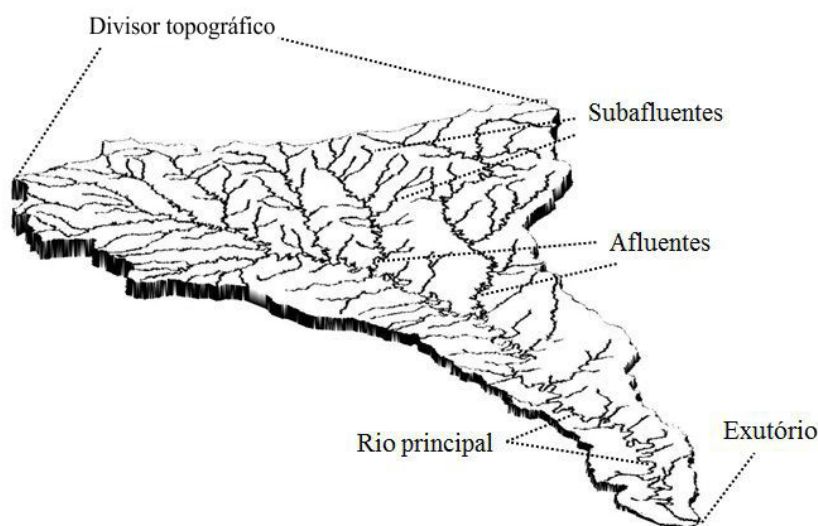 Divisor topográfico
Subafluentes
Afluentes
Rio principal
Exutório